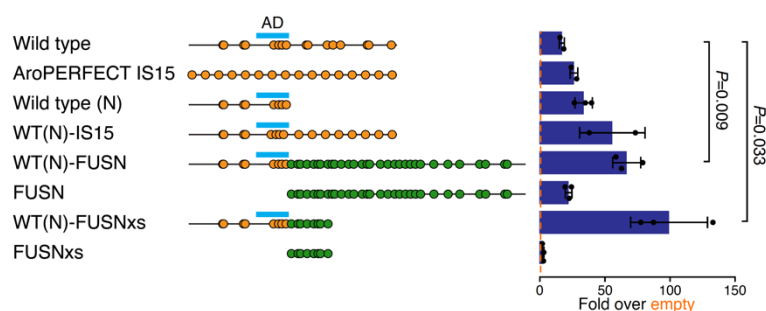 AD
Wild type
AroPERFECT IS15
Wild type (N)
WT(N)-IS15
WT(N)-FUSN
FUSN
WT(N)-FUSNxs
FUSNxs
P=0.009
P=0.033
0 50 100 150
Fold over empty